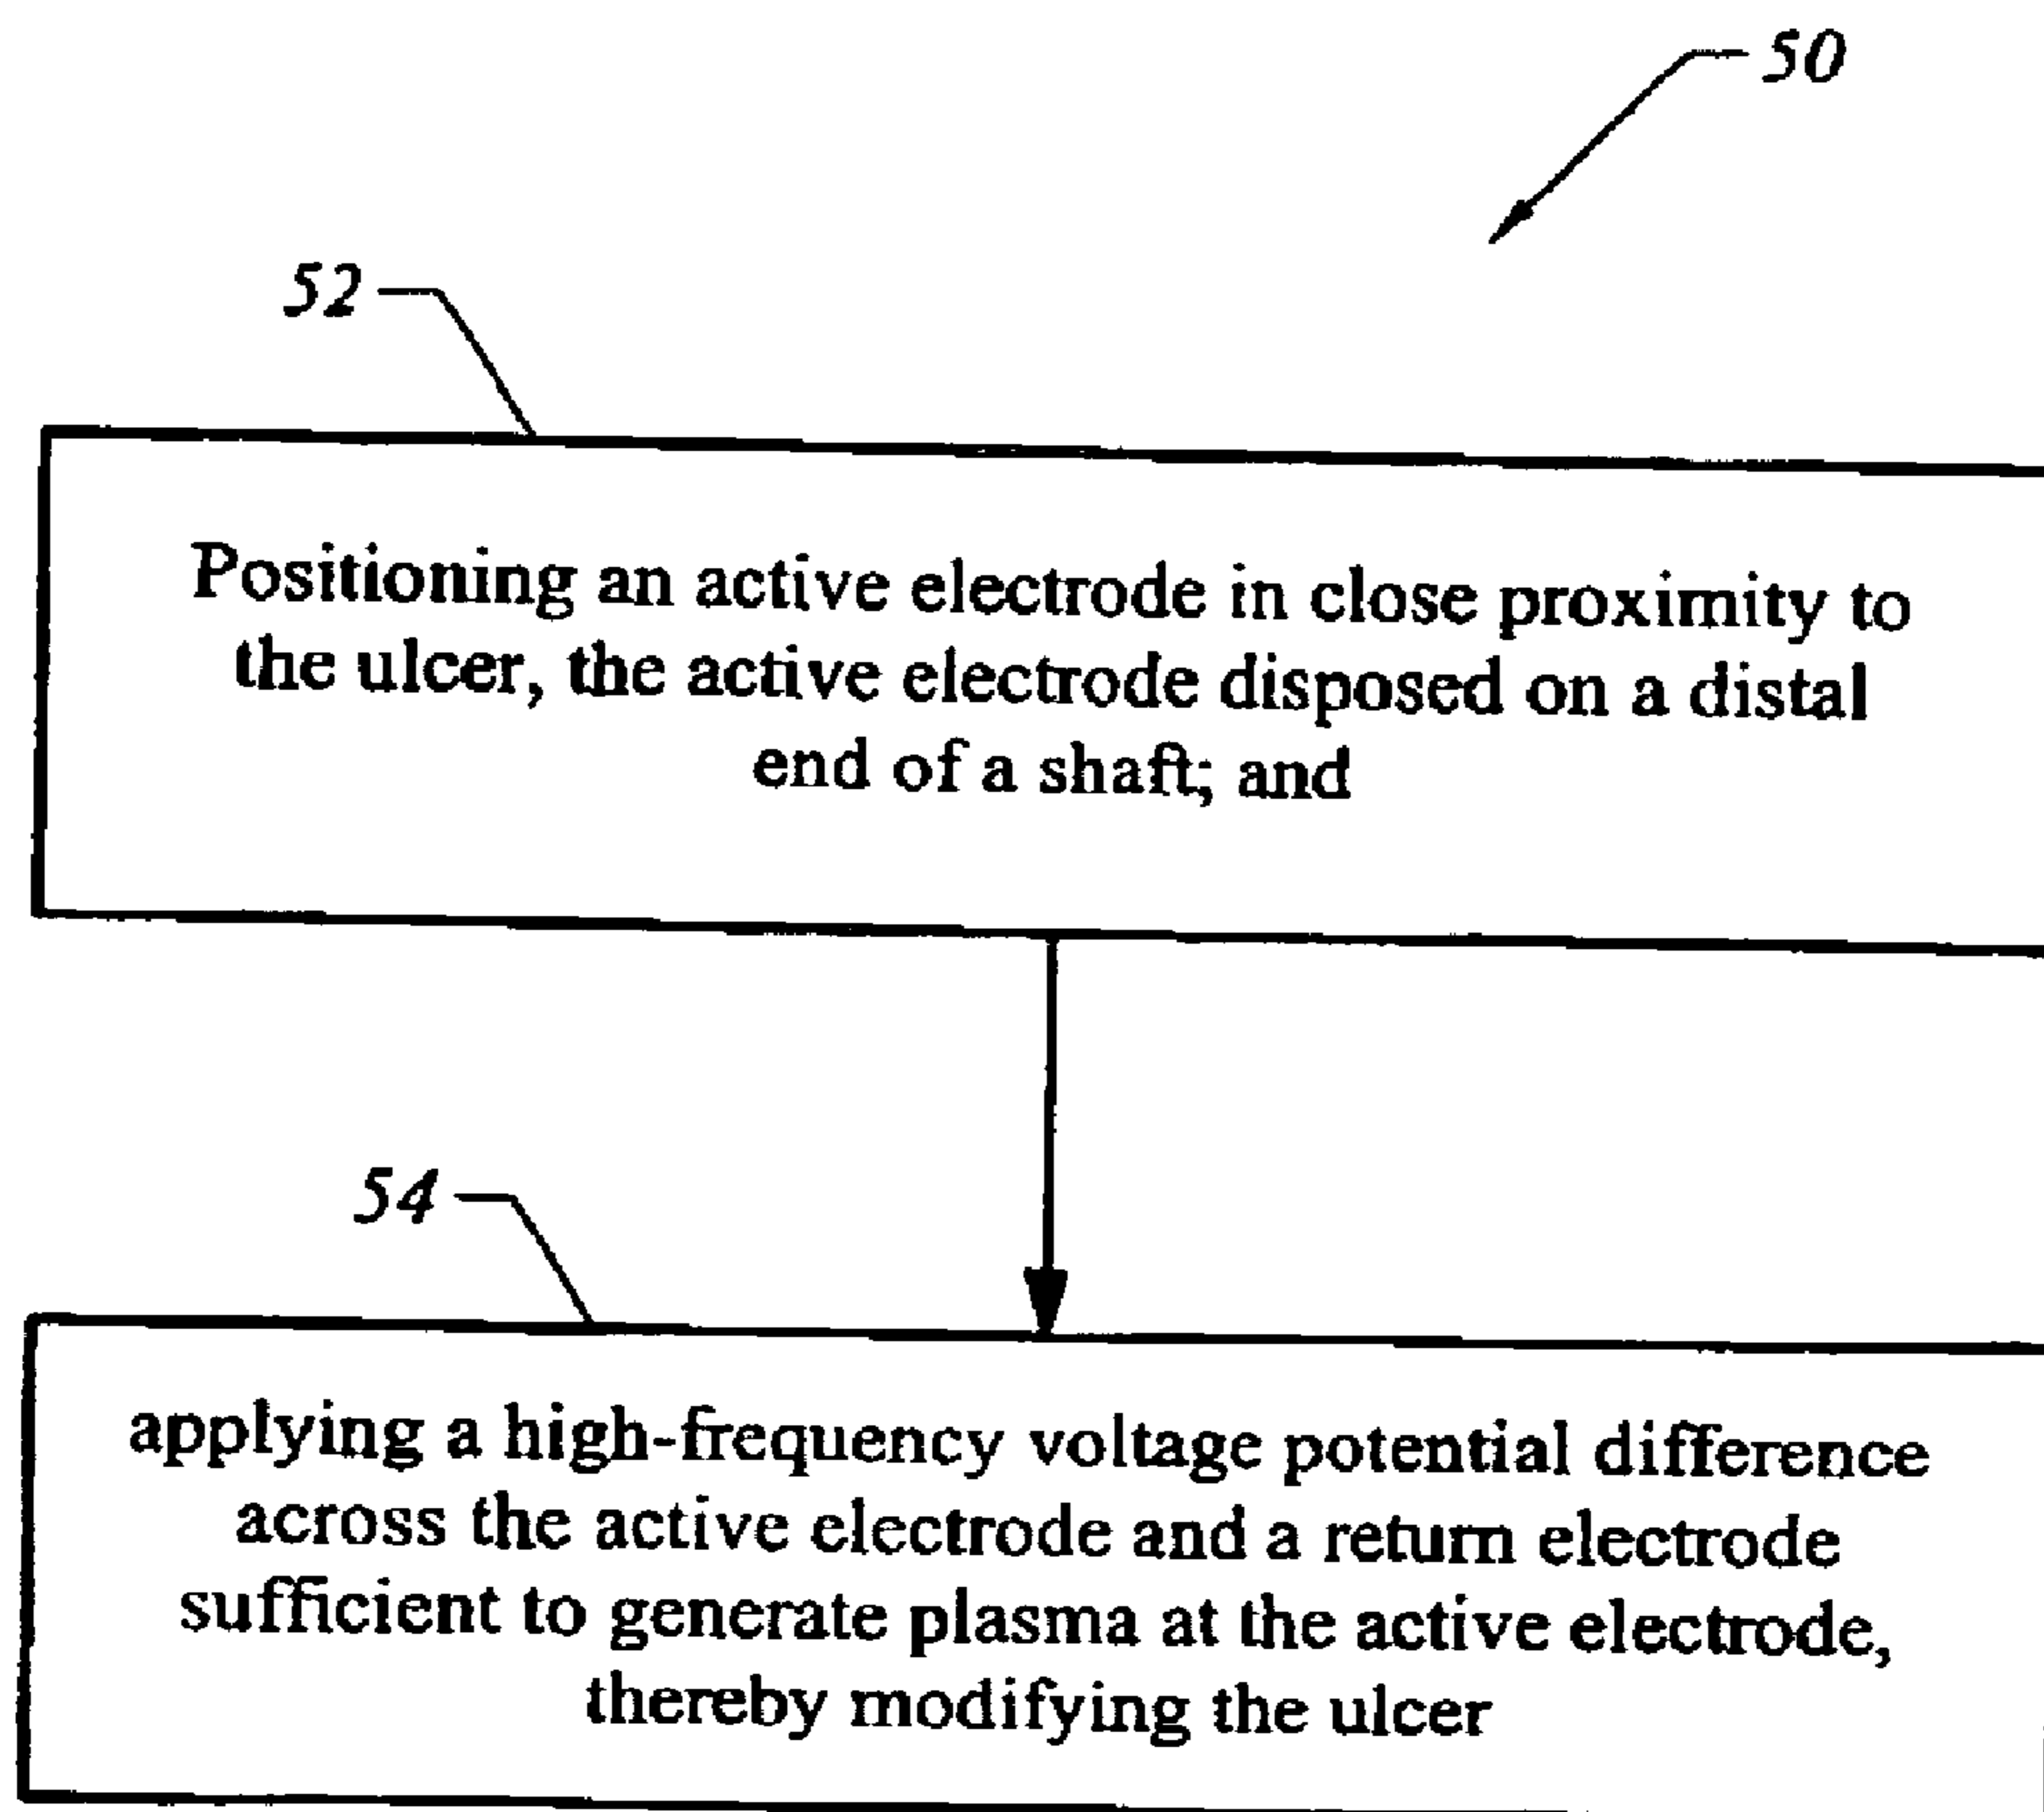 50
52
Positioning an active electrode in close proximity to
the ulcer, the active electrode disposed on a distal
end of a shaft; and
54
applying a high-frequency voltage potential difference
across the active electrode and a return electrode
sufficient to generate plasma at the active electrode,
thereby modifying the ulcer